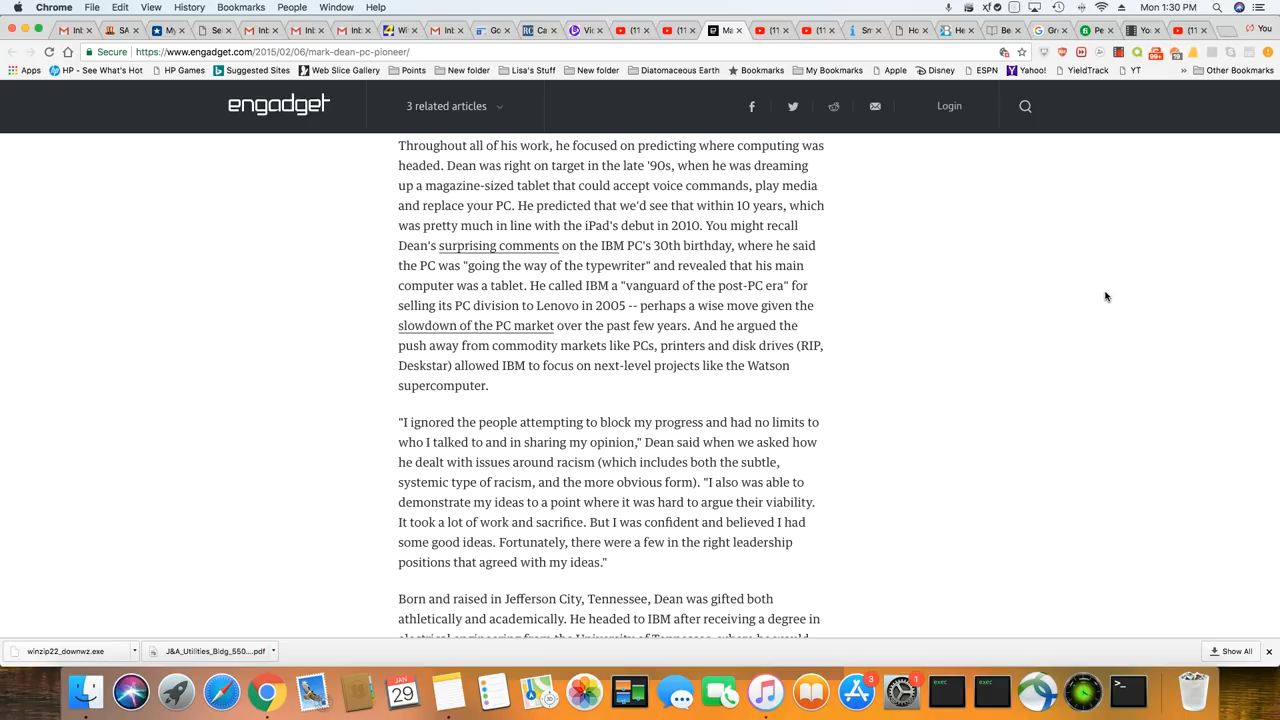 Chrome File Edit View History Bookmarks People Window Help Mon 1:30 PM
Secure https://www.engadget.com/2015/02/06/mark-dean-pc-pioneer/
Apps HP - See What's Hot HP Games Suggested Sites Web Slice Gallery Points New folder Lisa's Stuff New folder Diatomaceous Earth Bookmarks My Bookmarks Apple Disney ESPN Yahoo! YieldTrack YT » Other Bookmarks
engadget 3 related articles Login
Throughout all of his work, he focused on predicting where computing was
headed. Dean was right on target in the late '90s, when he was dreaming
up a magazine-sized tablet that could accept voice commands, play media
and replace your PC. He predicted that we'd see that within 10 years, which
was pretty much in line with the iPad's debut in 2010. You might recall
Dean's surprising comments on the IBM PC's 30th birthday, where he said
the PC was "going the way of the typewriter" and revealed that his main
computer was a tablet. He called IBM a "vanguard of the post-PC era" for
selling its PC division to Lenovo in 2005 -- perhaps a wise move given the
slowdown of the PC market over the past few years. And he argued the
push away from commodity markets like PCs, printers and disk drives (RIP,
Deskstar) allowed IBM to focus on next-level projects like the Watson
supercomputer.
"I ignored the people attempting to block my progress and had no limits to
who I talked to and in sharing my opinion," Dean said when we asked how
he dealt with issues around racism (which includes both the subtle,
systemic type of racism, and the more obvious form). "I also was able to
demonstrate my ideas to a point where it was hard to argue their viability.
It took a lot of work and sacrifice. But I was confident and believed I had
some good ideas. Fortunately, there were a few in the right leadership
positions that agreed with my ideas."
Born and raised in Jefferson City, Tennessee, Dean was gifted both
athletically and academically. He headed to IBM after receiving a degree in
electrical engineering from the University of Tennessee, where he would
winzip22_downwz.exe J&A_Utilities_Bldg_550....pdf Show All
JAN
29